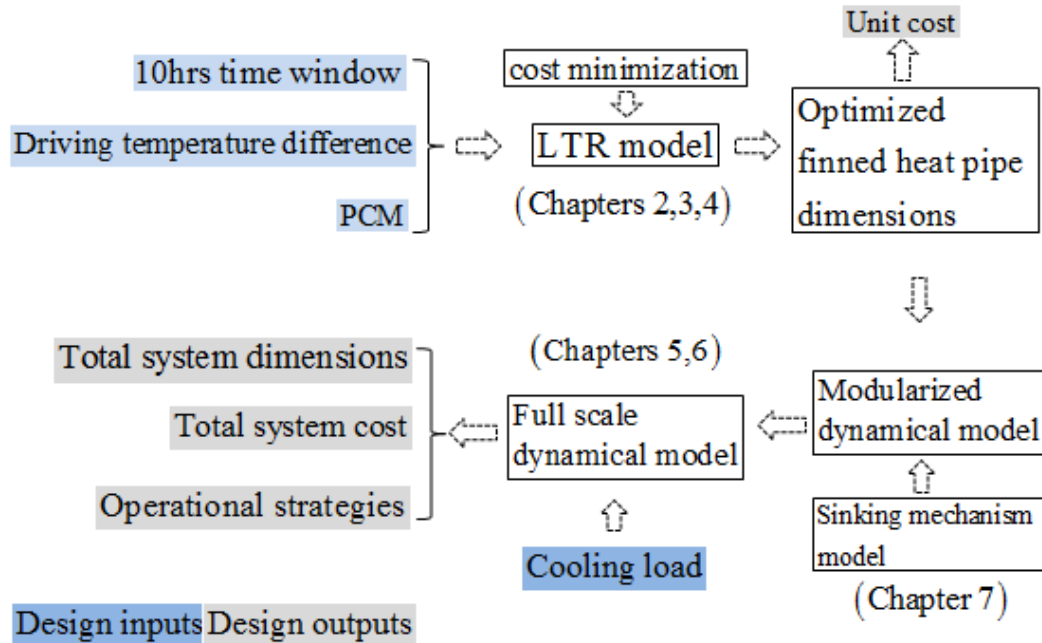 Unit cost
10hrs time window
cost minimization
Driving temperature difference
LTR model
Optimized
finned heat pipe
dimensions
PCM
(Chapters 2,3,4)
Total system dimensions
(Chapters 5,6)
Total system cost
Full scale
dynamical model
Modularized
dynamical model
Operational strategies
Cooling load
Sinking mechanism
model
(Chapter 7)
Design inputs Design outputs